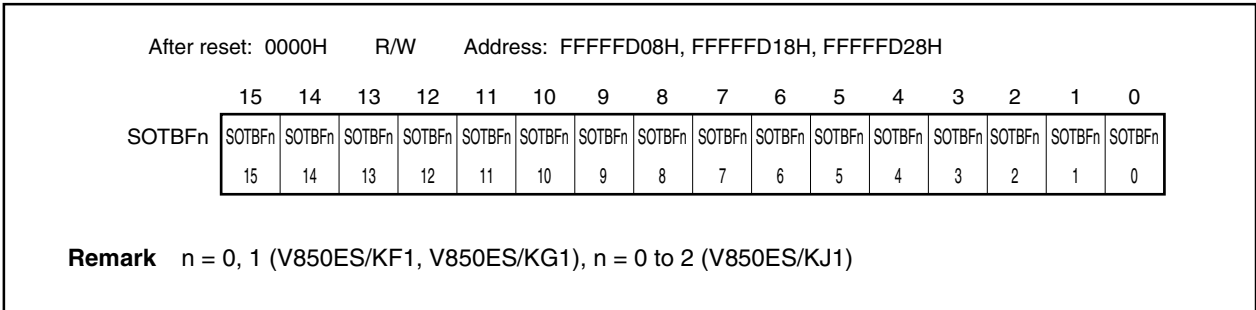 After reset: 0000H R/W Address: FFFFFD08H, FFFFFD18H, FFFFFD28H
15 14 13 12 11 10 9 8 7 6 5 4 3 2 1 0
SOTBFn SOTBFn SOTBFn SOTBFn SOTBFn SOTBFn SOTBFn SOTBFn SOTBFn SOTBFn SOTBFn SOTBFn SOTBFn SOTBFn SOTBFn SOTBFn SOTBFn
15 14 13 12 11 10 9 8 7 6 5 4 3 2 1 0
Remark n = 0, 1 (V850ES/KF1, V850ES/KG1), n = 0 to 2 (V850ES/KJ1)